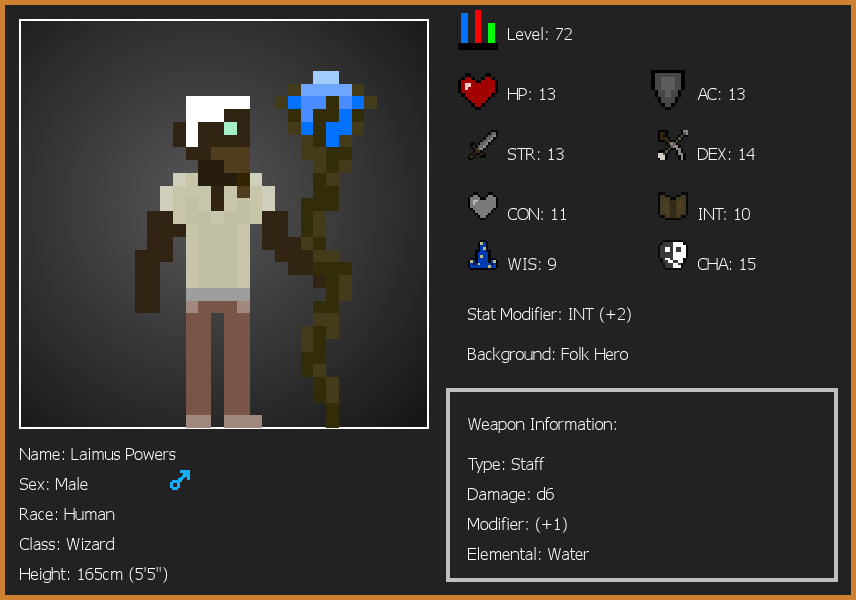 Level: 72
HP: 13
AC: 13
STR: 13
DEX: 14
CON: 11
INT: 10
WIS: 9
CHA: 15
Stat Modifier: INT (+2)
Background: Folk Hero
Weapon Information:
Type: Staff
Damage: d6
Modifier: (+1)
Elemental: Water
Name: Laimus Powers
Sex: Male
Race: Human
Class: Wizard
Height: 165cm (5'5")